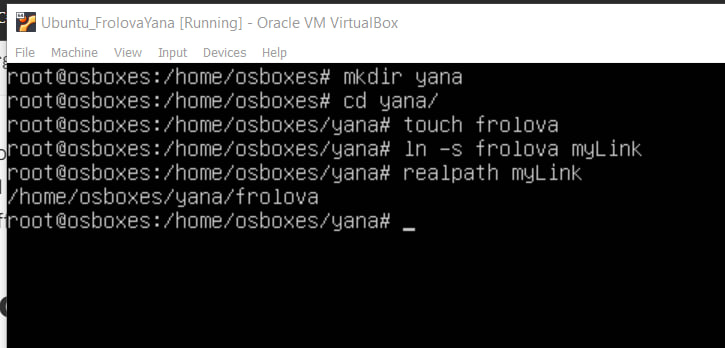 Ubuntu_FrolovaYana [Running] - Oracle VM VirtualBox
File Machine View Input Devices Help
root@osboxes:/home/osboxes# mkdir yana
root@osboxes:/home/osboxes# cd yana/
root@osboxes:/home/osboxes/yana# touch frolova
root@osboxes:/home/osboxes/yana# ln -s frolova myLink
root@osboxes:/home/osboxes/yana# realpath myLink
/home/osboxes/yana/frolova
root@osboxes:/home/osboxes/yana# _